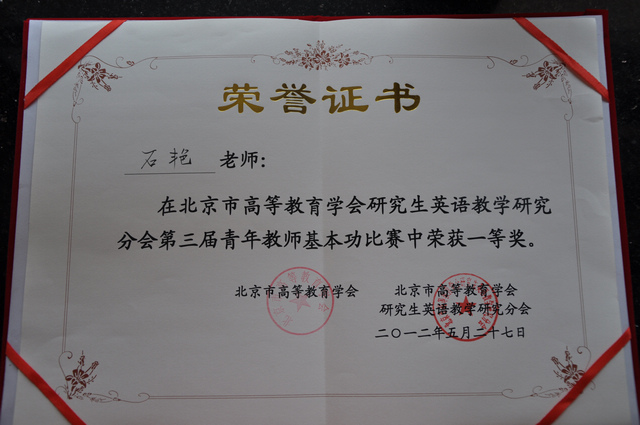 荣誉证书
石艳 老师:
在北京市高等教育学会研究生英语教学研究
分会第三届青年教师基本功比赛中荣获一等奖。
北京市高等教育学会 北京市高等教育学会
研究生英语教学研究分会
二〇一二年五月二十七日